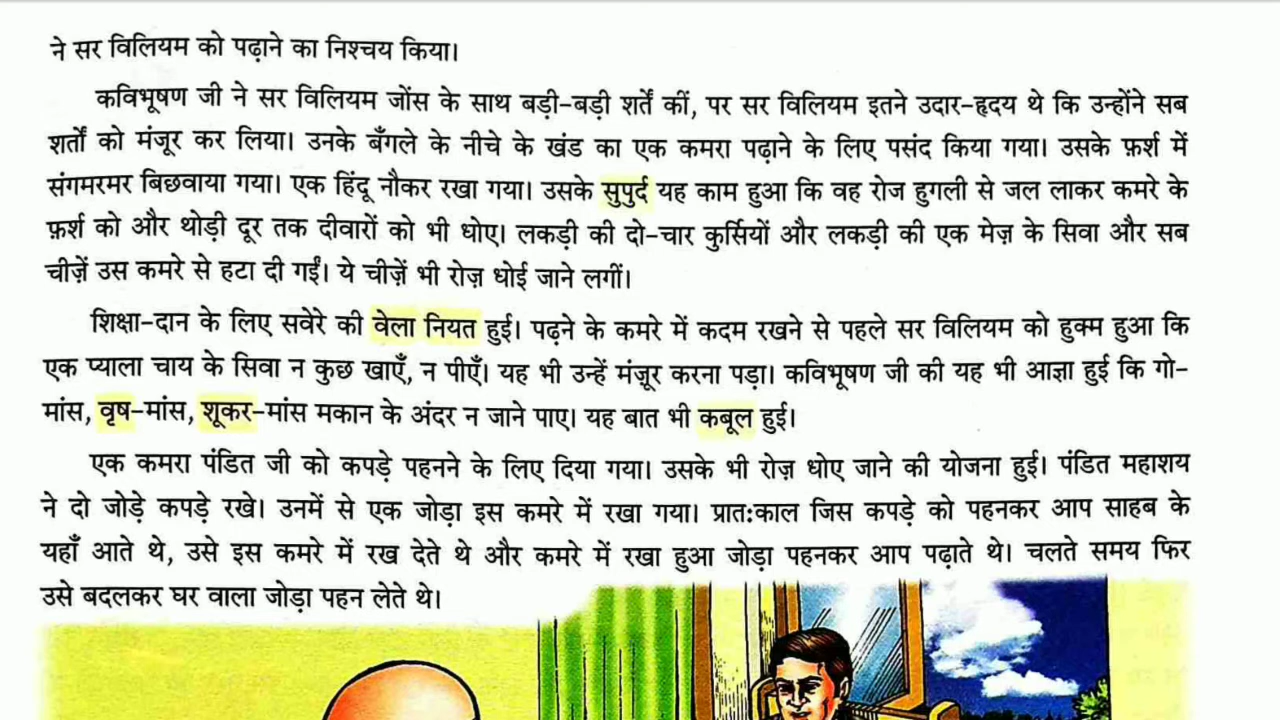 ने सर विलियम को पढ़ाने का निश्चय किया।
कविभूषण जी ने सर विलियम जोंस के साथ बड़ी-बड़ी शर्तें कीं, पर सर विलियम इतने उदार-हृदय थे कि उन्होंने सब
शर्तों को मंजूर कर लिया। उनके बँगले के नीचे के खंड का एक कमरा पढ़ाने के लिए पसंद किया गया। उसके फ़र्श में
संगमरमर बिछवाया गया। एक हिंदू नौकर रखा गया। उसके सुपुर्द यह काम हुआ कि वह रोज हुगली से जल लाकर कमरे के
फ़र्श को और थोड़ी दूर तक दीवारों को भी धोए। लकड़ी की दो-चार कुर्सियों और लकड़ी की एक मेज़ के सिवा और सब
चीज़ें उस कमरे से हटा दी गईं। ये चीज़ें भी रोज़ धोई जाने लगीं।
शिक्षा-दान के लिए सवेरे की वेला नियत हुई। पढ़ने के कमरे में कदम रखने से पहले सर विलियम को हुक्म हुआ कि
एक प्याला चाय के सिवा न कुछ खाएँ, न पीएँ। यह भी उन्हें मंज़ूर करना पड़ा। कविभूषण जी की यह भी आज्ञा हुई कि गो-
मांस, वृष-मांस, शूकर-मांस मकान के अंदर न जाने पाए। यह बात भी कबूल हुई।
एक कमरा पंडित जी को कपड़े पहनने के लिए दिया गया। उसके भी रोज़ धोए जाने की योजना हुई। पंडित महाशय
ने दो जोड़े कपड़े रखे। उनमें से एक जोड़ा इस कमरे में रखा गया। प्रातःकाल जिस कपड़े को पहनकर आप साहब के
यहाँ आते थे, उसे इस कमरे में रख देते थे और कमरे में रखा हुआ जोड़ा पहनकर आप पढ़ाते थे। चलते समय फिर
उसे बदलकर घर वाला जोड़ा पहन लेते थे।